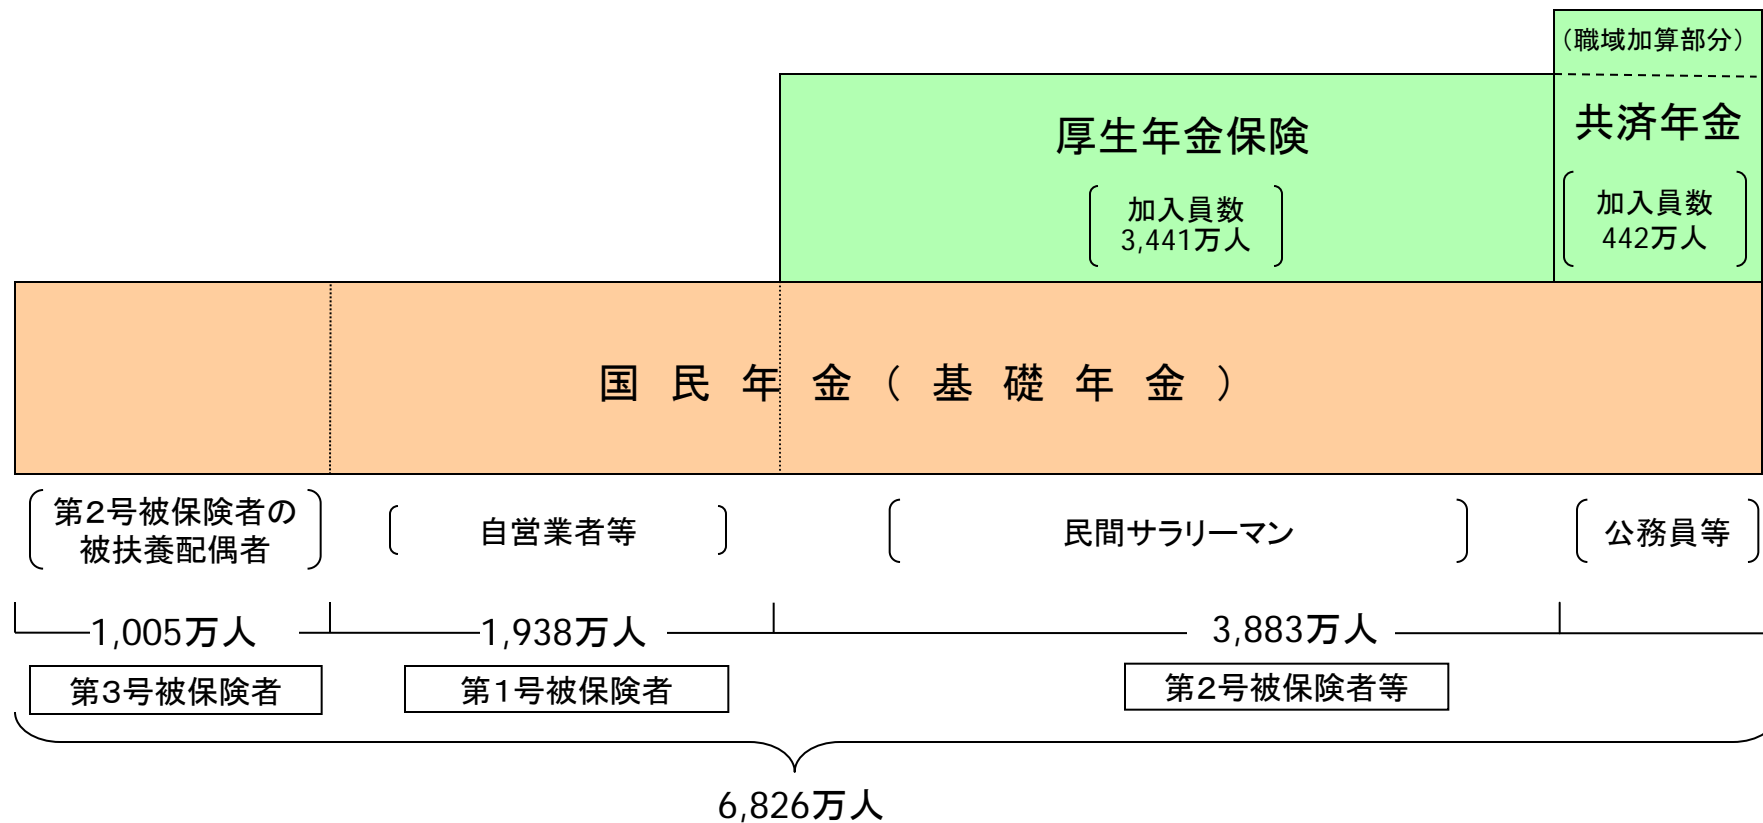 （職域加算部分）
厚生年金保険
共済年金
加入員数
3,441万人
加入員数
442万人
国民年金（基礎年金）
第2号被保険者の
被扶養配偶者
自営業者等
民間サラリーマン
公務員等
1,005万人
1,938万人
3,883万人
第3号被保険者
第1号被保険者
第2号被保険者等
6,826万人